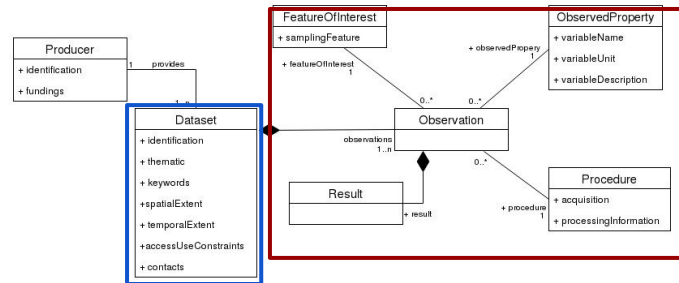 FeatureOfInterest
+ samplingFeature
ObservedProperty
+ variableName
+ variableUnit
+ variableDescription
Producer
+ identification
+ fundings
1 provides
1..n
+ featureOfInterest
1
+ observedPropery
1
0..*
0..*
Dataset
+ identification
+ thematic
+ keywords
+spatialExtent
+ temporalExtent
+accessUseConstraints
+ contacts
Observation
observations
1..n
0..*
Result
+ result
Procedure
+ acquisition
+ processingInformation
+ procedure
1